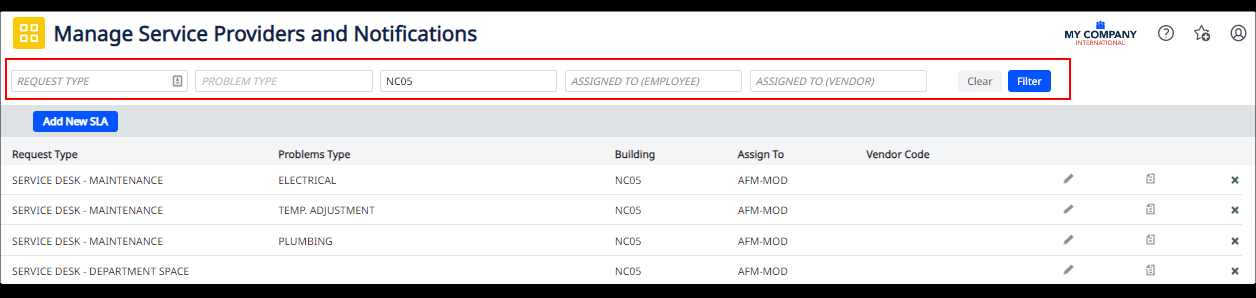 Manage Service Providers and Notifications
MY COMPANY
INTERNATIONAL
REQUEST TYPE PROBLEM TYPE NC05 ASSIGNED TO (EMPLOYEE) ASSIGNED TO (VENDOR) Clear Filter
Add New SLA
Request Type Problems Type Building Assign To Vendor Code
SERVICE DESK - MAINTENANCE ELECTRICAL NC05 AFM-MOD
SERVICE DESK - MAINTENANCE TEMP. ADJUSTMENT NC05 AFM-MOD
SERVICE DESK - MAINTENANCE PLUMBING NC05 AFM-MOD
SERVICE DESK - DEPARTMENT SPACE NC05 AFM-MOD